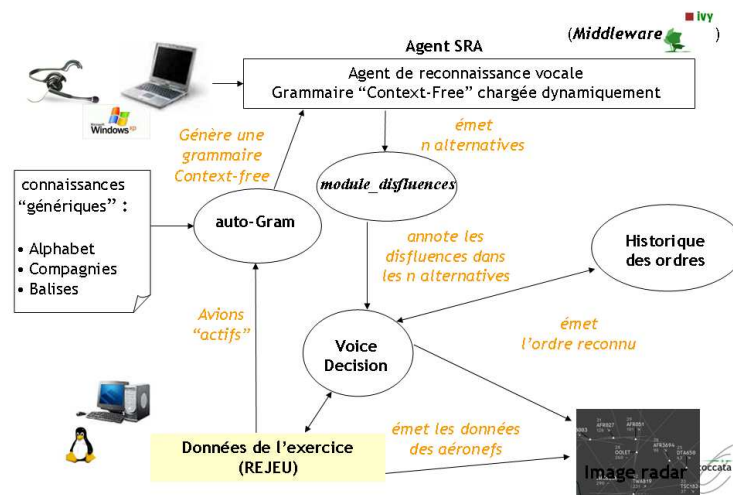 ivy
(Middleware )
Agent SRA
Agent de reconnaissance vocale
Grammaire "Context-Free" chargée dynamiquement
Microsoft
Windows xp
Génère une
grammaire
Context-free
émet
n alternatives
connaissances
"génériques" :
• Alphabet
• Compagnies
• Balises
auto-Gram
module_disfluences
annote les
disfluences dans
les n alternatives
Historique
des ordres
Avions
"actifs"
Voice
Decision
émet
l'ordre reconnu
Données de l'exercice
(REJEU)
émet les données
des aéronefs
Image radar